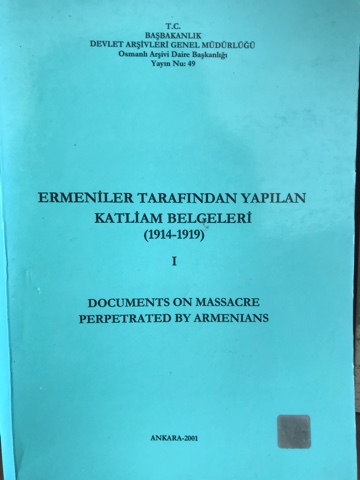 T.C.
BAŞBAKANLIK
DEVLET ARŞİVLERİ GENEL MÜDÜRLÜĞÜ
Osmanlı Arşivi Daire Başkanlığı
Yayın Nu: 49
ERMENİLER TARAFINDAN YAPILAN
KATLİAM BELGELERİ
(1914-1919)
I
DOCUMENTS ON MASSACRE
PERPETRATED BY ARMENIANS
ANKARA-2001